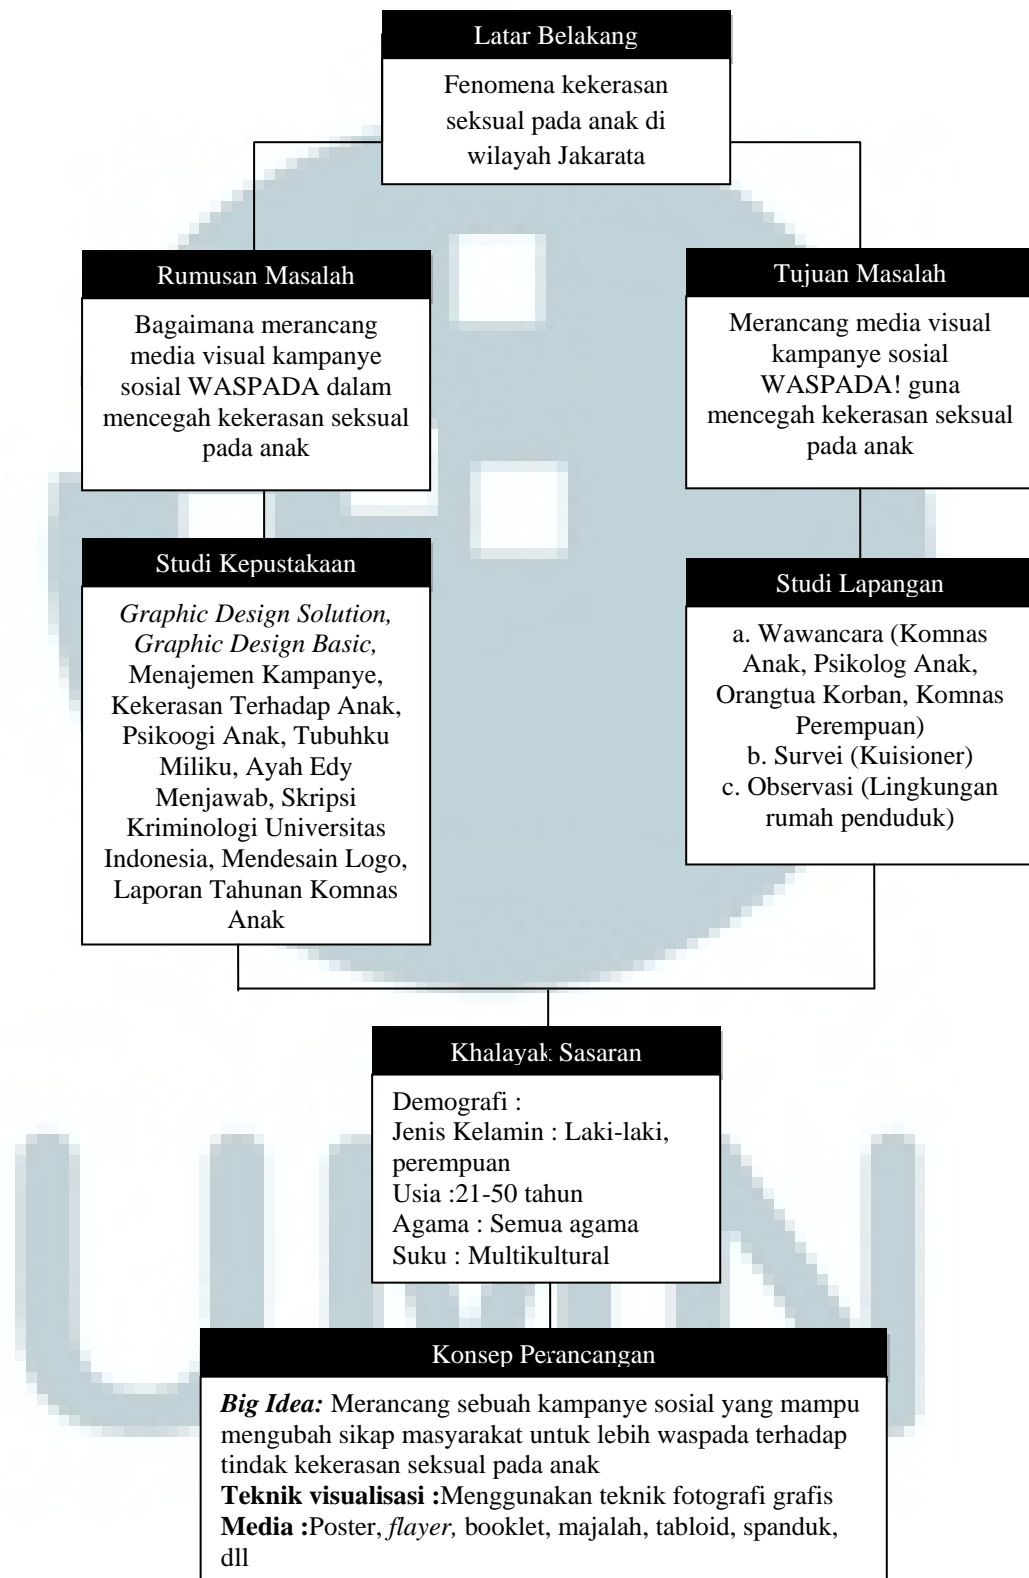 Latar Belakang
Fenomena kekerasan
seksual pada anak di
wilayah Jakarata
Rumusan Masalah
Bagaimana merancang
media visual kampanye
sosial WASPADA dalam
mencegah kekerasan seksual
pada anak
Tujuan Masalah
Merancang media visual
kampanye sosial
WASPADA! guna
mencegah kekerasan seksual
pada anak
Studi Kepustakaan
Graphic Design Solution,
Graphic Design Basic,
Menajemen Kampanye,
Kekerasan Terhadap Anak,
Psikoogi Anak, Tubuhku
Miliku, Ayah Edy
Menjawab, Skripsi
Kriminologi Universitas
Indonesia, Mendesain Logo,
Laporan Tahunan Komnas
Anak
Studi Lapangan
a. Wawancara (Komnas
Anak, Psikolog Anak,
Orangtua Korban, Komnas
Perempuan)
b. Survei (Kuisioner)
c. Observasi (Lingkungan
rumah penduduk)
Khalayak Sasaran
Demografi :
Jenis Kelamin : Laki-laki,
perempuan
Usia :21-50 tahun
Agama : Semua agama
Suku : Multikultural
Konsep Perancangan
Big Idea: Merancang sebuah kampanye sosial yang mampu
mengubah sikap masyarakat untuk lebih waspada terhadap
tindak kekerasan seksual pada anak
Teknik visualisasi :Menggunakan teknik fotografi grafis
Media :Poster, flayer, booklet, majalah, tabloid, spanduk,
dll
UMN